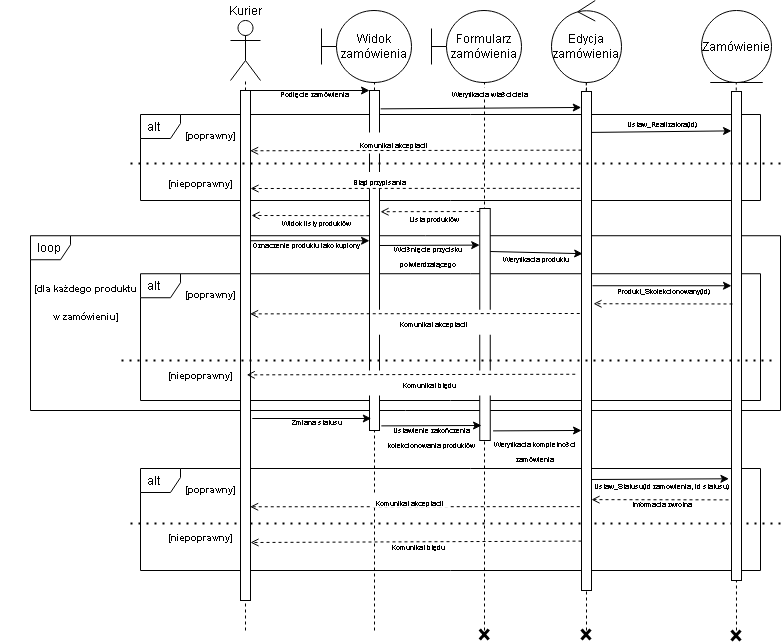 Kurier
Widok
zamówienia
Formularz
zamówienia
Edycja
zamówienia
Zamówienie
Podjęcie zamówienia
Weryfikacja właściciela
alt
[poprawny]
Ustaw_Realizatora(id)
Komunikat akceptacji
[niepoprawny]
Błąd przypisania
Lista produktów
Widok listy produktów
loop
Oznaczenie produktu jako kupiony
Wciśnięcie przycisku
potwierdzającego
Weryfikacja produktu
[dla każdego produktu
w zamówieniu]
alt
[poprawny]
Produkt_Skolekcjonowany(id)
Komunikat akceptacji
[niepoprawny]
Komunikat błędu
Zmiana statusu
Ustawienie zakończenia
kolekcjonowania produktów
Weryfikacja kompletności
zamówienia
alt
[poprawny]
Ustaw_Statusu(id zamowienia, id statusu)
Informacja zwrotna
Komunikat akceptacji
[niepoprawny]
Komunikat błędu